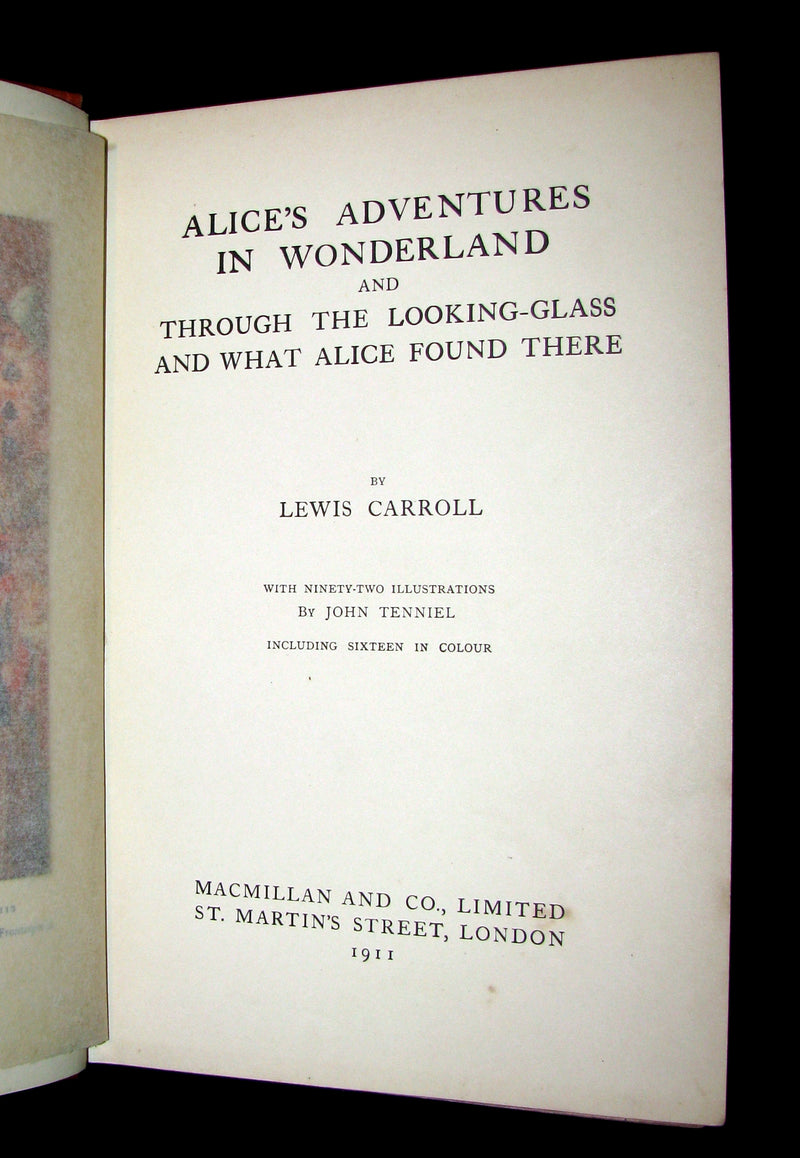 ALICE'S ADVENTURES
IN WONDERLAND
AND
THROUGH THE LOOKING-GLASS
AND WHAT ALICE FOUND THERE
BY
LEWIS CARROLL
WITH NINETY-TWO ILLUSTRATIONS
By JOHN TENNIEL
INCLUDING SIXTEEN IN COLOUR
MACMILLAN AND CO., LIMITED
ST. MARTIN'S STREET, LONDON
1911